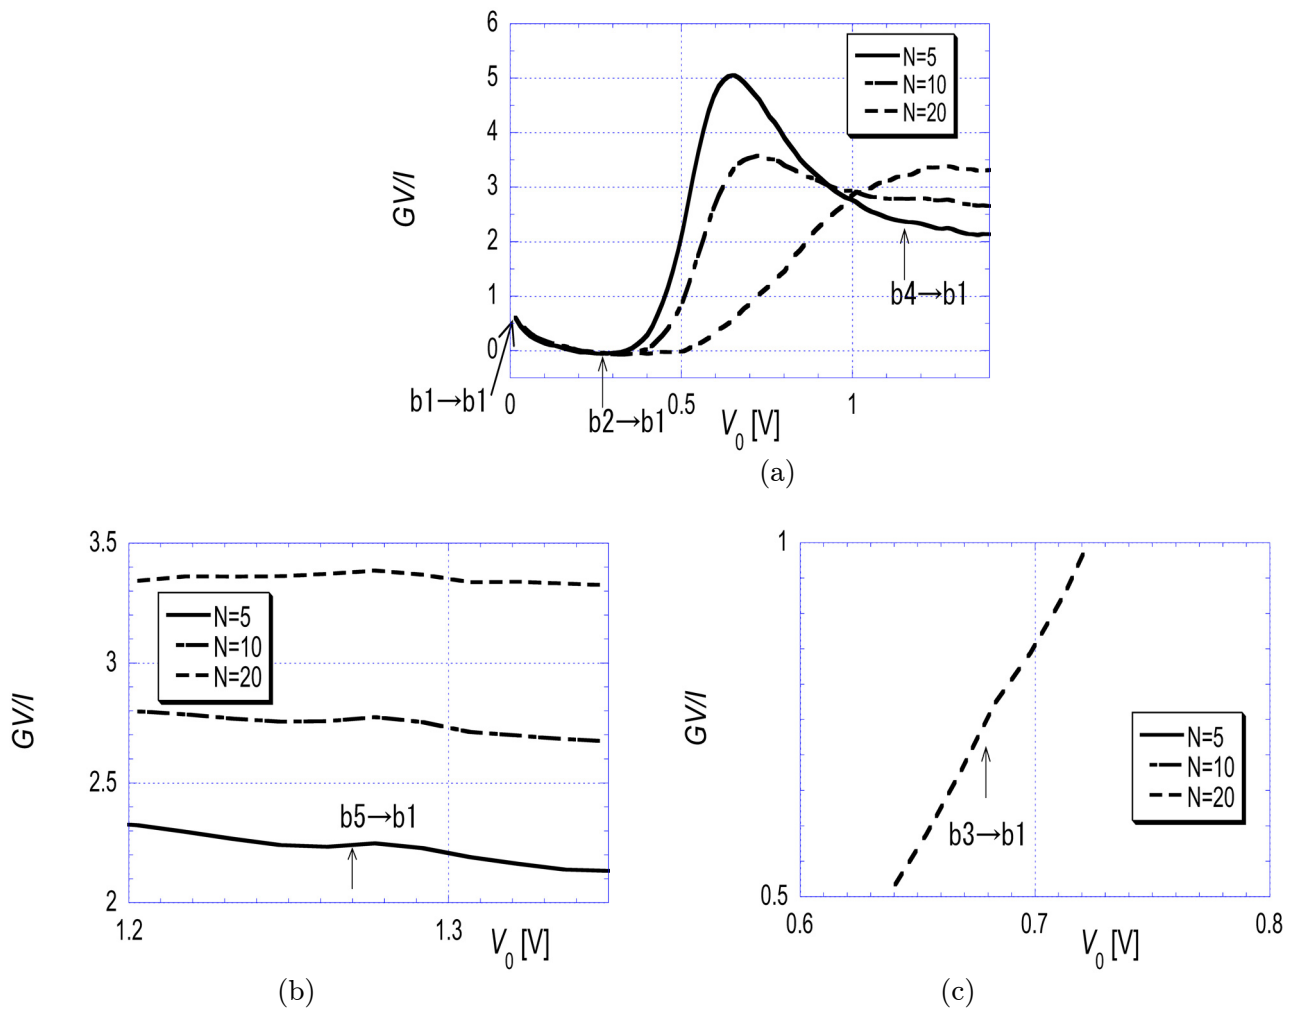 6
5
4
3
2
1
0
GV/I
N=5
N=10
N=20
b4→b1
b1→b1
b2→b1
0
0.5
1
V0 [V]
(a)
3.5
3
2.5
2
GV/I
N=5
N=10
N=20
b5→b1
1.2
1.3
V0 [V]
(b)
1
0.5
GV/I
N=5
N=10
N=20
b3→b1
0.6
0.7
0.8
V0 [V]
(c)